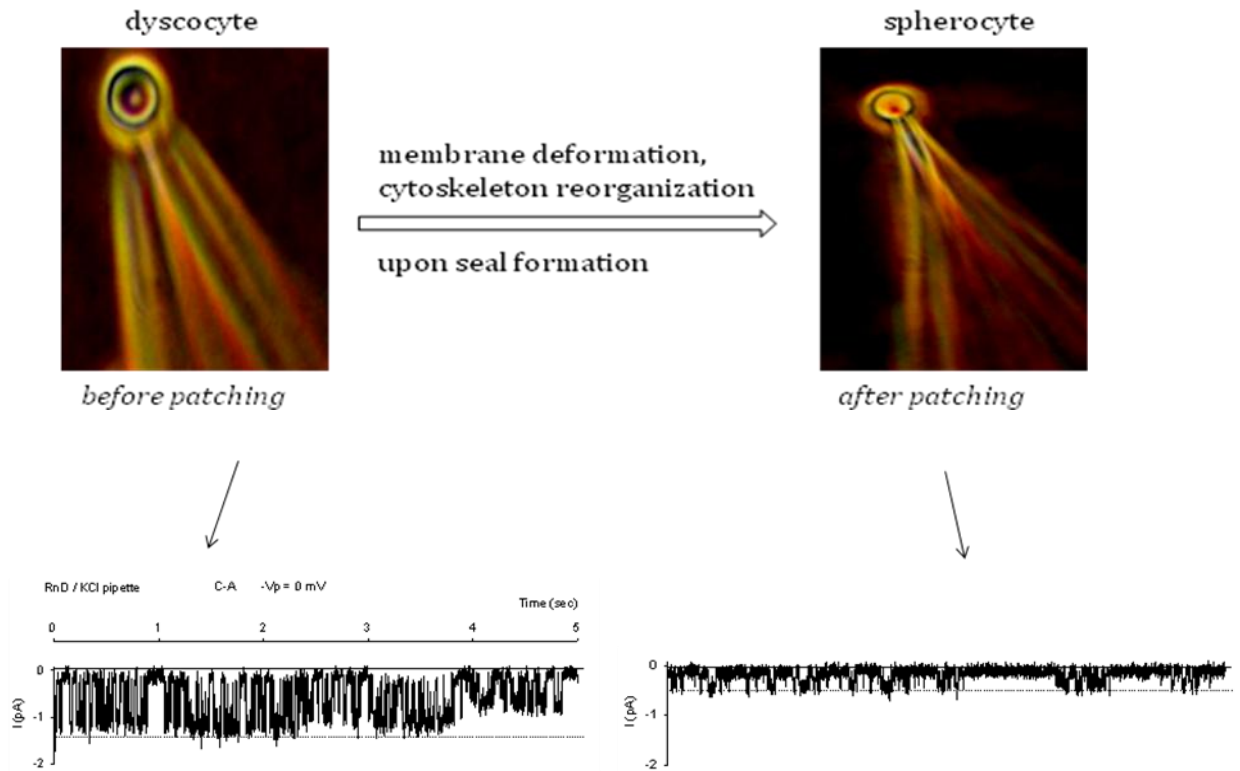 dyscocyte
spherocyte
membrane deformation,
cytoskeleton reorganization
upon seal formation
before patching
after patching
RnD / KCl pipette C-A -Vp = 0 mV
Time (sec)
0 1 2 3 4 5
0
-1
-2
I (pA)
0
-1
-2
I (pA)